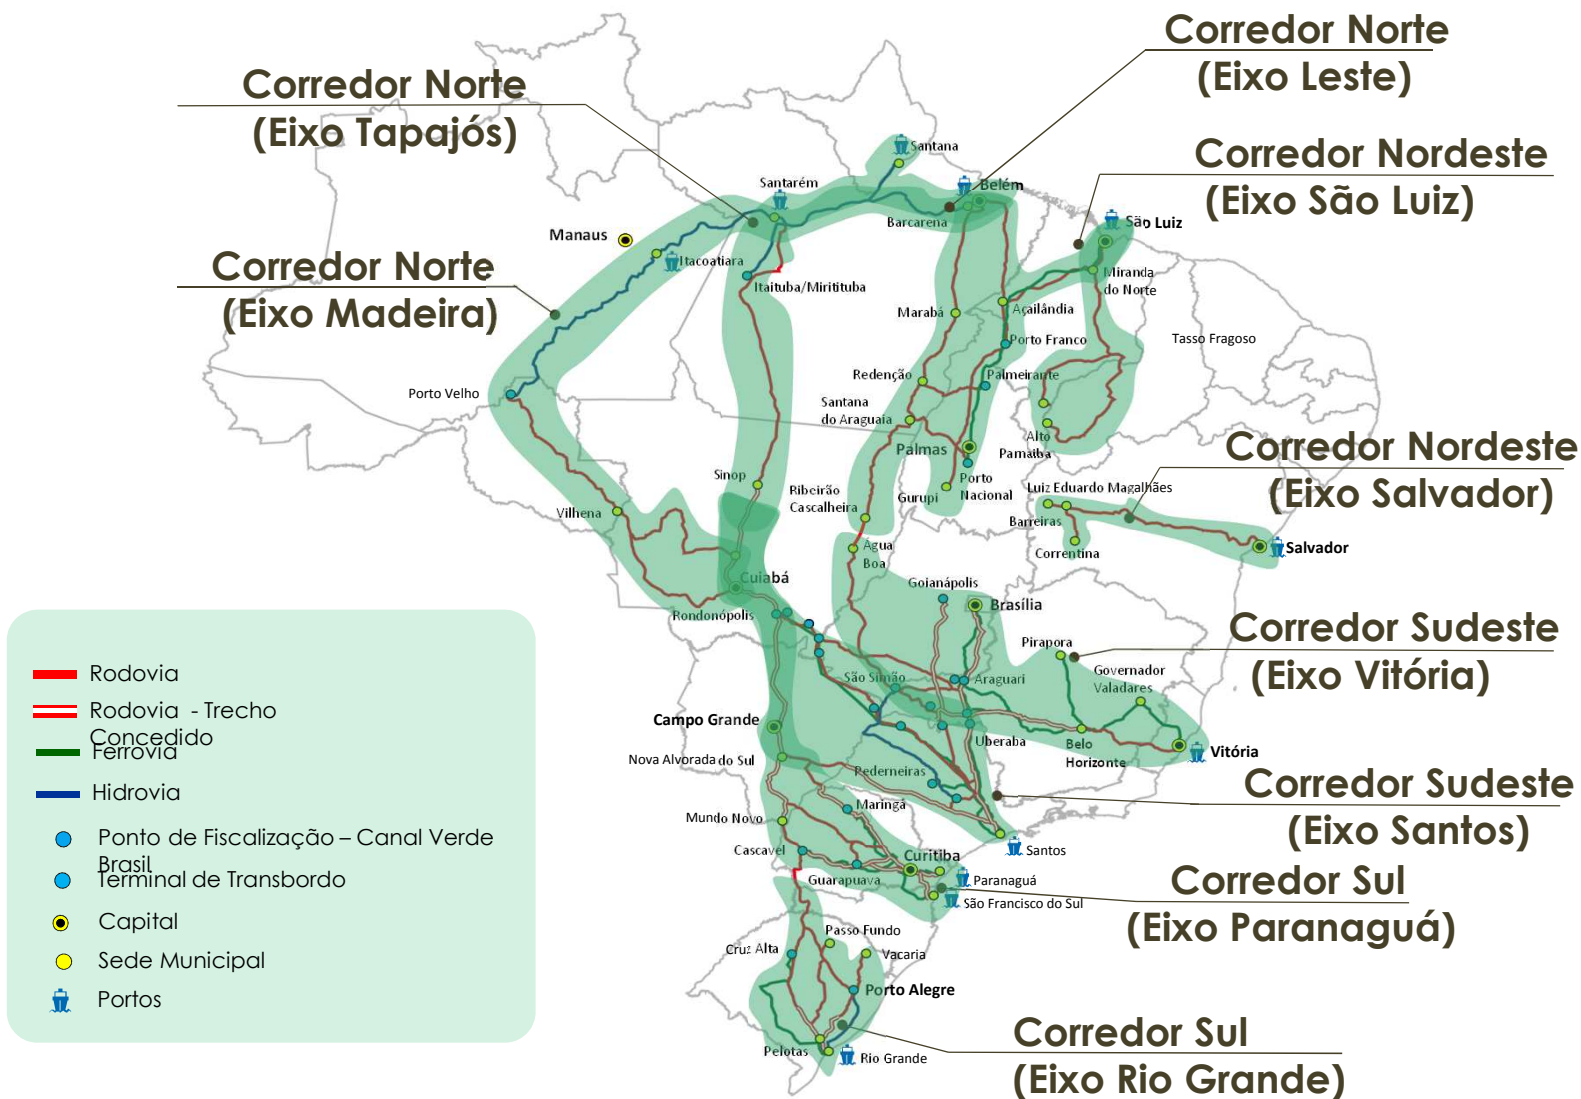 Corredor Norte
(Eixo Leste)
Corredor Norte
(Eixo Tapajós)
Corredor Nordeste
(Eixo São Luiz)
Corredor Norte
(Eixo Madeira)
Santana
Santarém
Belém
Barcarena
São Luiz
Manaus
Itacoatiara
Itaituba/Miritituba
Miranda
do Norte
Marabá
Açailândia
Porto Franco
Tasso Fragoso
Redenção
Palmeirante
Porto Velho
Santana
do Araguaia
Alto
Parnaíba
Palmas
Corredor Nordeste
(Eixo Salvador)
Sinop
Ribeirão
Cascalheira
Gurupi
Porto
Nacional
Luiz Eduardo Magalhães
Vilhena
Barreiras
Correntina
Salvador
Água
Boa
Cuiabá
Goianápolis
Brasília
Rondonópolis
Pirapora
Corredor Sudeste
(Eixo Vitória)
Governador
Valadares
São Simão
Araguari
Campo Grande
Uberaba
Belo
Horizonte
Vitória
Nova Alvorada do Sul
Pederneiras
Corredor Sudeste
(Eixo Santos)
Maringá
Mundo Novo
Santos
Cascavel
Curitiba
Guarapuava
Paranaguá
São Francisco do Sul
Corredor Sul
(Eixo Paranaguá)
Passo Fundo
Cruz Alta
Vacaria
Porto Alegre
Pelotas
Rio Grande
Corredor Sul
(Eixo Rio Grande)
Rodovia
Rodovia - Trecho
Concedido
Ferrovia
Hidrovia
Ponto de Fiscalização – Canal Verde
Brasil
Terminal de Transbordo
Capital
Sede Municipal
Portos